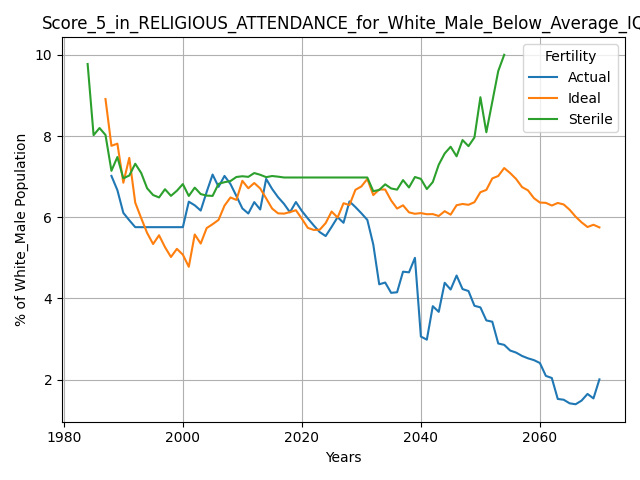 Score_5_in_RELIGIOUS_ATTENDANCE_for_White_Male_Below_Average_IQ
Fertility
Actual
Ideal
Sterile
% of White_Male Population
10
8
6
4
2
1980
2000
2020
2040
2060
Years